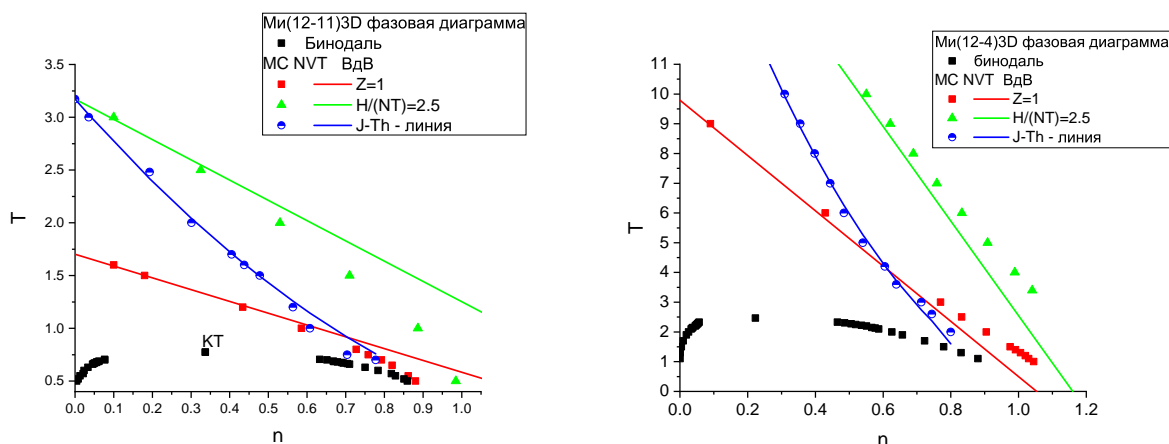 Ми(12-11)3D фазовая диаграмма
Бинодаль
МС NVT ВдВ
Z=1
H/(NT)=2.5
J-Th - линия
3.5
3.0
2.5
2.0
1.5
1.0
0.5
T
КТ
0.0 0.1 0.2 0.3 0.4 0.5 0.6 0.7 0.8 0.9 1.0
n
Ми(12-4)3D фазовая диаграмма
бинодаль
МС NVT ВдВ
Z=1
H/(NT)=2.5
J-Th - линия
11
10
9
8
7
6
5
4
3
2
1
0
T
0.0 0.2 0.4 0.6 0.8 1.0 1.2
n